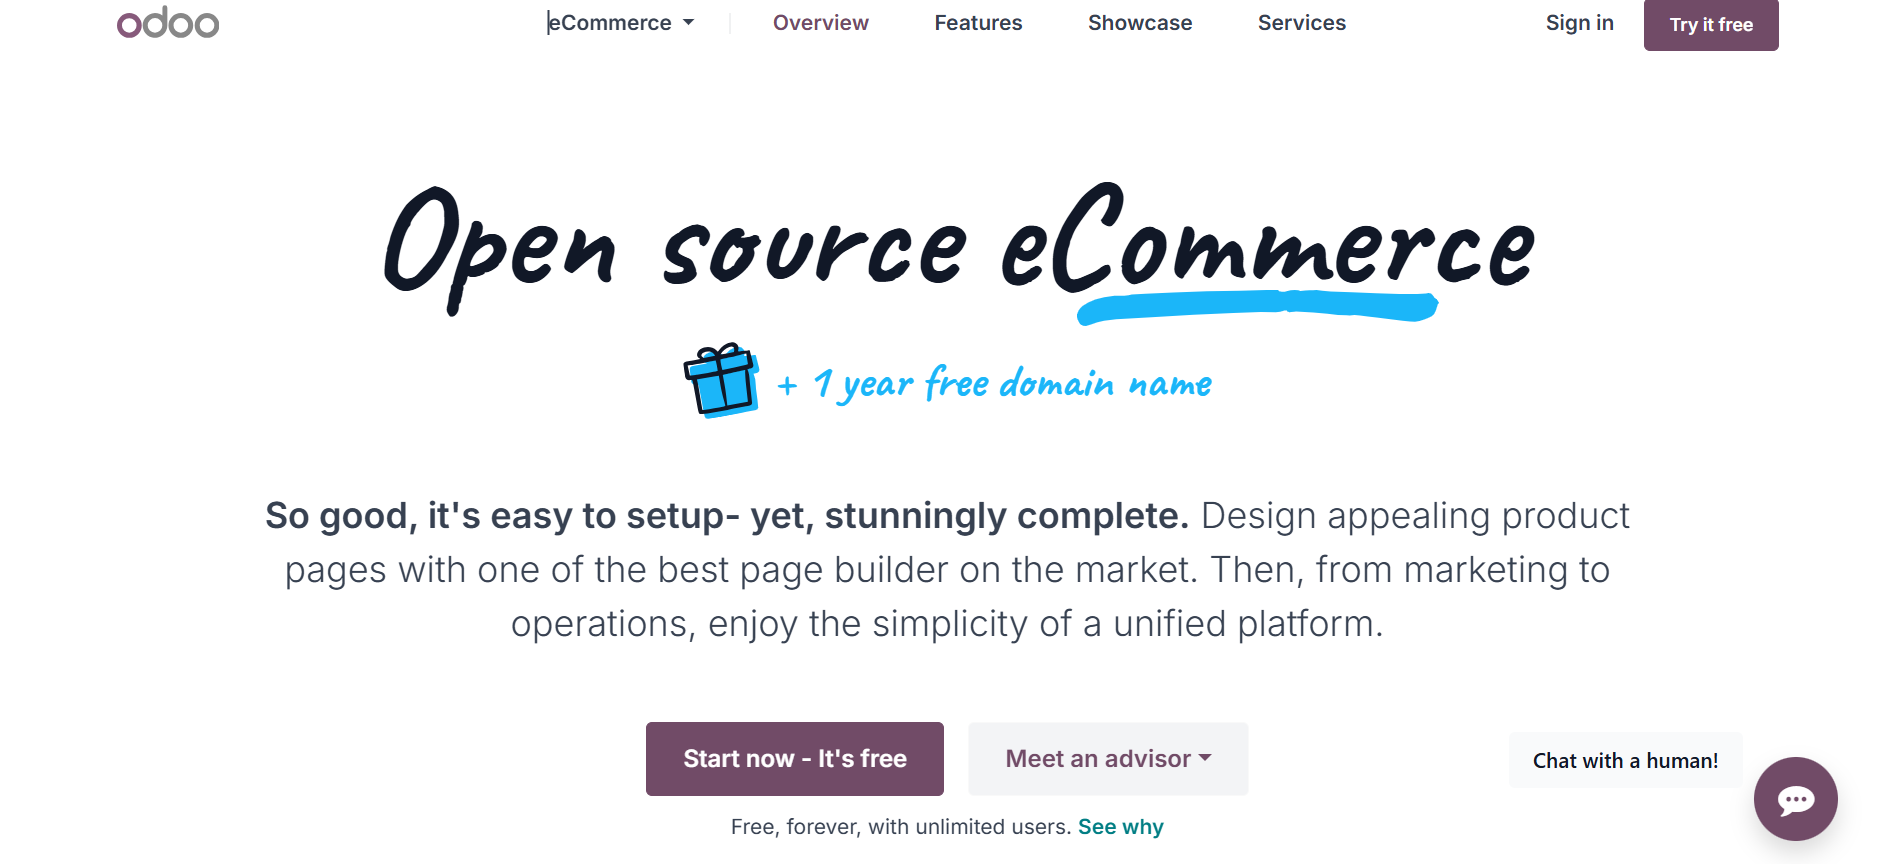 odoo
eCommerce
Overview
Features
Showcase
Services
Sign in
Try it free
Open source eCommerce
+ 1 year free domain name
So good, it's easy to setup- yet, stunningly complete. Design appealing product
pages with one of the best page builder on the market. Then, from marketing to
operations, enjoy the simplicity of a unified platform.
Start now - It's free
Meet an advisor
Chat with a human!
Free, forever, with unlimited users. See why